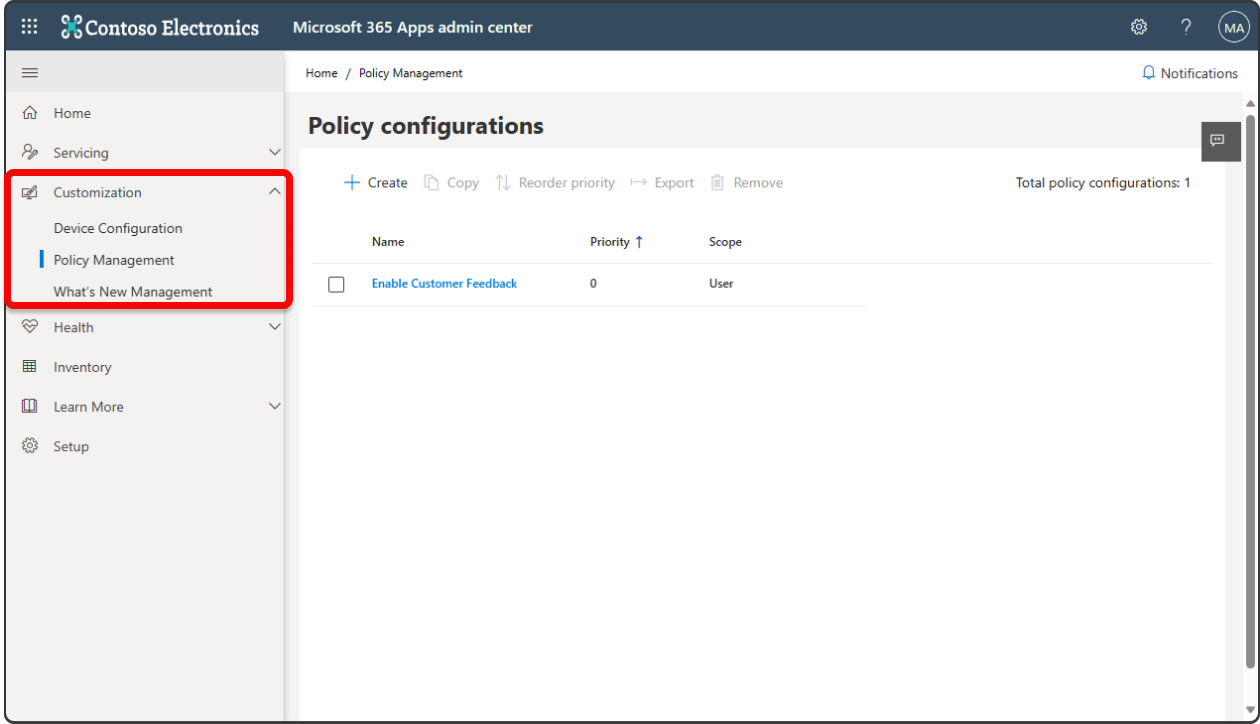 Contoso Electronics Microsoft 365 Apps admin center ? MA
Home / Policy Management Notifications
Home
Servicing
Customization
Device Configuration
Policy Management
What's New Management
Health
Inventory
Learn More
Setup
Policy configurations
Create Copy Reorder priority Export Remove Total policy configurations: 1
Name Priority ↑ Scope
Enable Customer Feedback 0 User